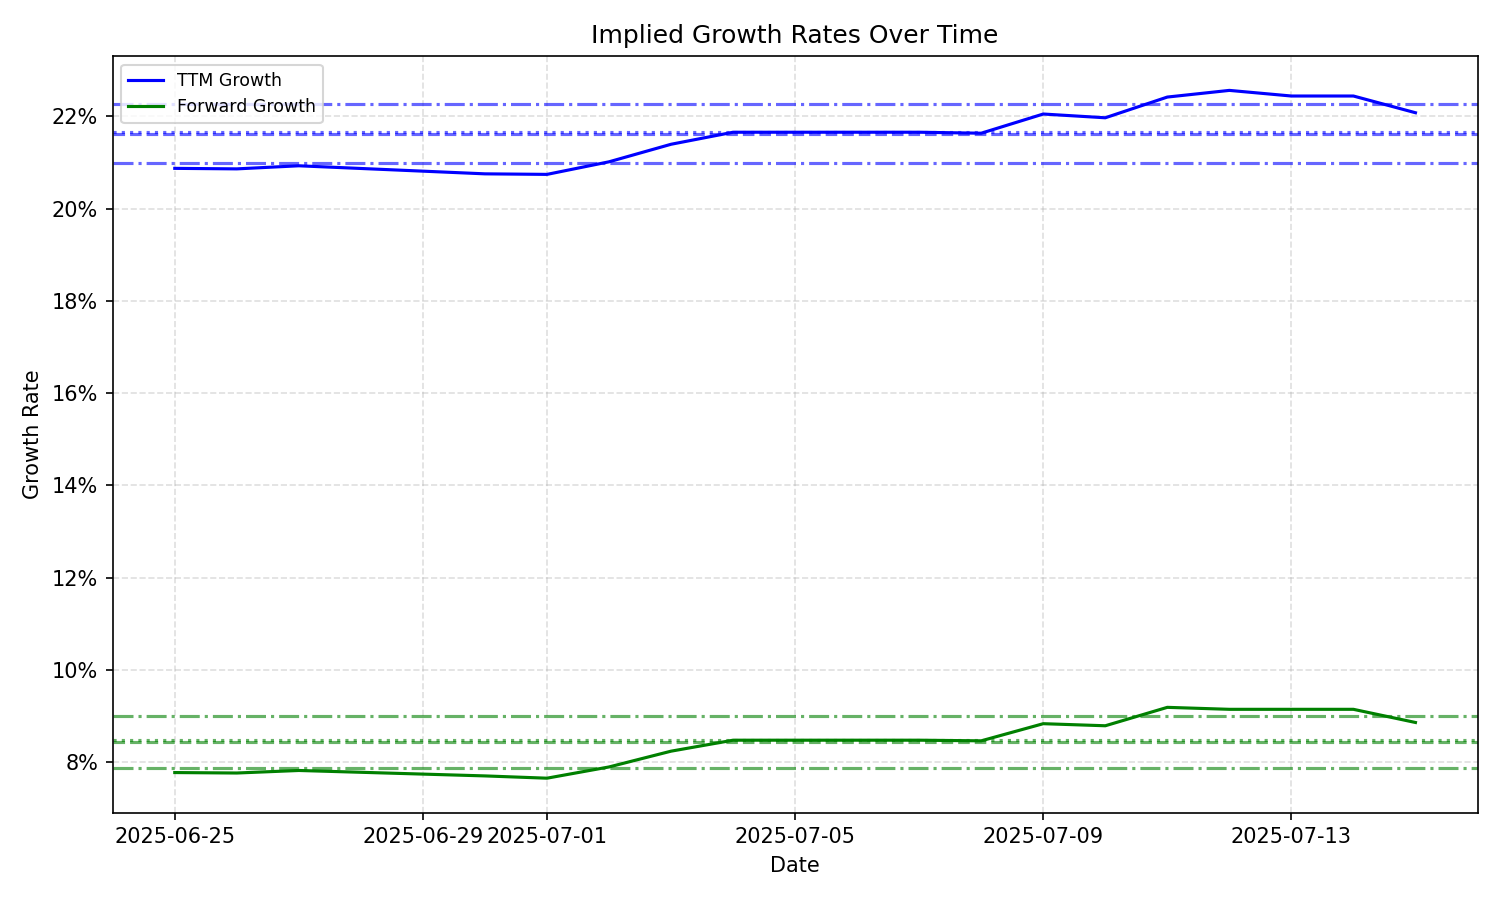 Implied Growth Rates Over Time
TTM Growth
Forward Growth
22%
20%
18%
16%
14%
12%
10%
8%
Growth Rate
2025-06-25 2025-06-29 2025-07-01 2025-07-05 2025-07-09 2025-07-13
Date